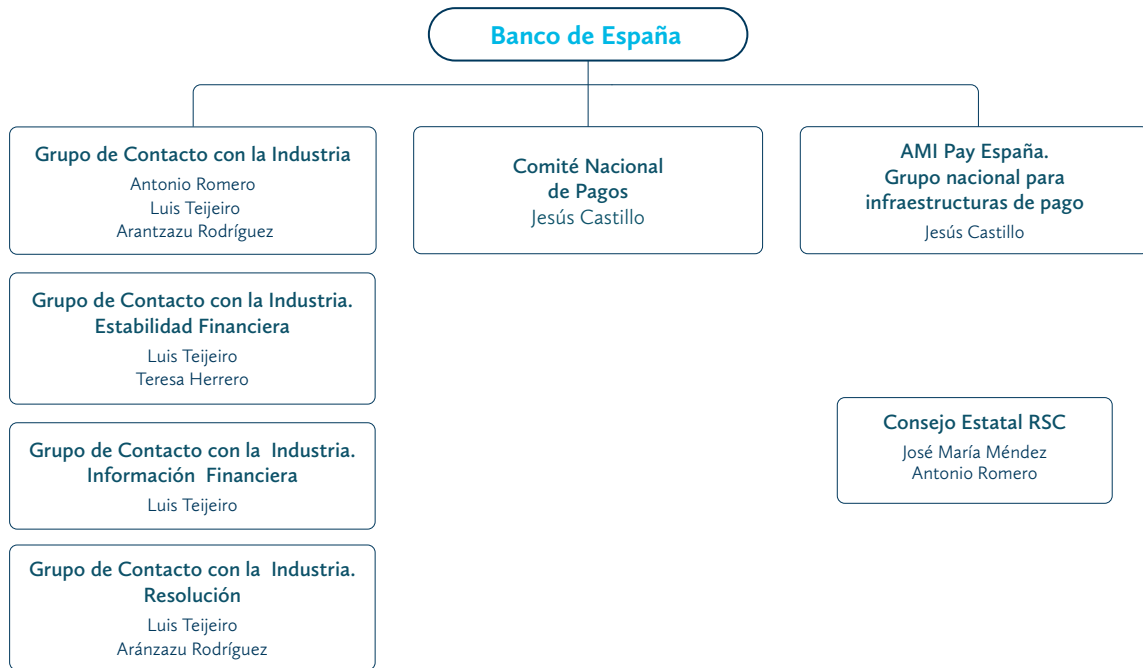 Banco de España
Grupo de Contacto con la Industria
Antonio Romero
Luis Teijeiro
Arantzazu Rodríguez
Comité Nacional
de Pagos
Jesús Castillo
AMI Pay España.
Grupo nacional para
infraestructuras de pago
Jesús Castillo
Grupo de Contacto con la Industria.
Estabilidad Financiera
Luis Teijeiro
Teresa Herrero
Grupo de Contacto con la Industria.
Información Financiera
Luis Teijeiro
Grupo de Contacto con la Industria.
Resolución
Luis Teijeiro
Aránzazu Rodríguez
Consejo Estatal RSC
José María Méndez
Antonio Romero